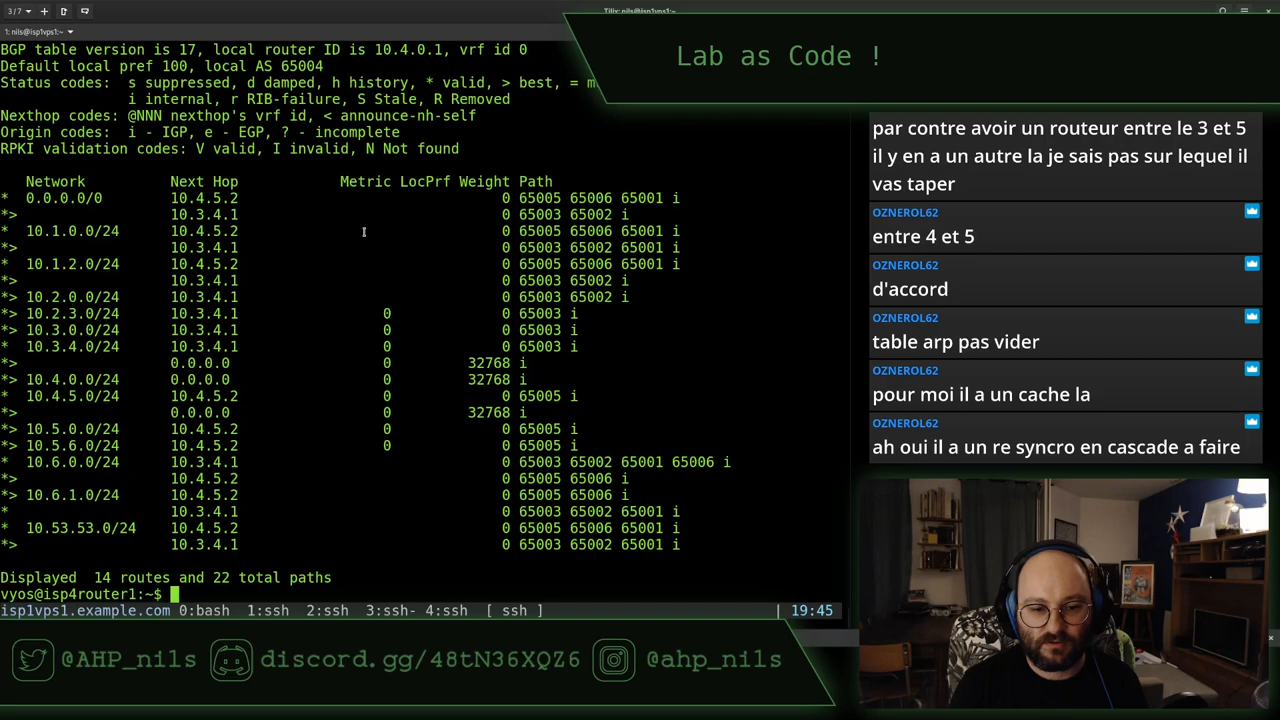 3/7
Tilix: nils@isp1vps1:~
1: nils@isp1vps1:~
BGP table version is 17, local router ID is 10.4.0.1, vrf id 0
Default local pref 100, local AS 65004
Status codes:  s suppressed, d damped, h history, * valid, > best, = m
i internal, r RIB-failure, S Stale, R Removed
Nexthop codes: @NNN nexthop's vrf id, < announce-nh-self
Origin codes:  i - IGP, e - EGP, ? - incomplete
RPKI validation codes: V valid, I invalid, N Not found
Network          Next Hop            Metric LocPrf Weight Path
*  0.0.0.0/0        10.4.5.2                               0 65005 65006 65001 i
*>                  10.3.4.1                               0 65003 65002 i
*  10.1.0.0/24      10.4.5.2                               0 65005 65006 65001 i
*>                  10.3.4.1                               0 65003 65002 65001 i
*  10.1.2.0/24      10.4.5.2                               0 65005 65006 65001 i
*>                  10.3.4.1                               0 65003 65002 i
*> 10.2.0.0/24      10.3.4.1                               0 65003 65002 i
*> 10.2.3.0/24      10.3.4.1                 0             0 65003 i
*> 10.3.0.0/24      10.3.4.1                 0             0 65003 i
*  10.3.4.0/24      10.3.4.1                 0             0 65003 i
*>                  0.0.0.0                  0         32768 i
*> 10.4.0.0/24      0.0.0.0                  0         32768 i
*  10.4.5.0/24      10.4.5.2                 0             0 65005 i
*>                  0.0.0.0                  0         32768 i
*> 10.5.0.0/24      10.4.5.2                 0             0 65005 i
*> 10.5.6.0/24      10.4.5.2                 0             0 65005 i
*  10.6.0.0/24      10.3.4.1                               0 65003 65002 65001 65006 i
*>                  10.4.5.2                               0 65005 65006 i
*> 10.6.1.0/24      10.4.5.2                               0 65005 65006 i
*                   10.3.4.1                               0 65003 65002 65001 i
*  10.53.53.0/24    10.4.5.2                               0 65005 65006 65001 i
*>                  10.3.4.1                               0 65003 65002 65001 i
Displayed  14 routes and 22 total paths
vyos@isp4router1:~$
isp1vps1.example.com 0:bash  1:ssh  2:ssh  3:ssh- 4:ssh  [ ssh ] | 19:45
Lab as Code !
par contre avoir un routeur entre le 3 et 5
il y en a un autre la je sais pas sur lequel il
vas taper
OZNEROL62
entre 4 et 5
OZNEROL62
d'accord
OZNEROL62
table arp pas vider
OZNEROL62
pour moi il a un cache la
OZNEROL62
ah oui il a un re syncro en cascade a faire
@AHP_nils discord.gg/48tN36XQZ6 @ahp_nils